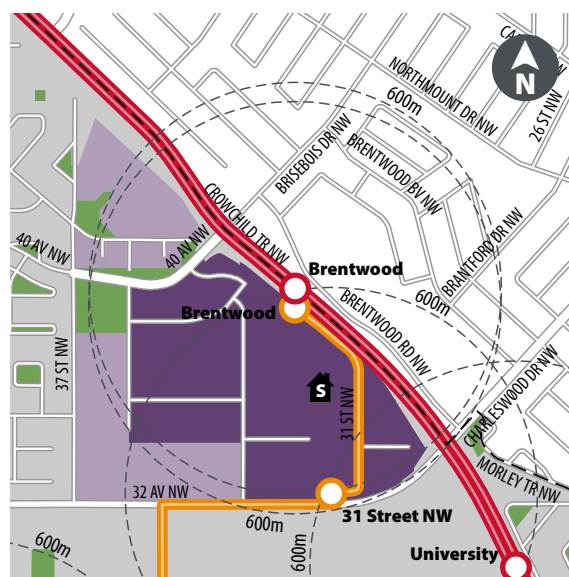 CA
NORTHMOUNT DR NW
26 ST NW
N
600m
BRISEBOIS DR NW
BRENTWOOD BV NW
CROWCHILD TR NW
BRANTFORD DR NW
40 AV NW
40 AV NW
Brentwood
600m
Brentwood
BRENTWOOD RD NW
37 ST NW
S
31 ST NW
CHARLESWOOD DR NW
MORLEY TR NW
32 AV NW
31 Street NW
600m
600m
600m
University